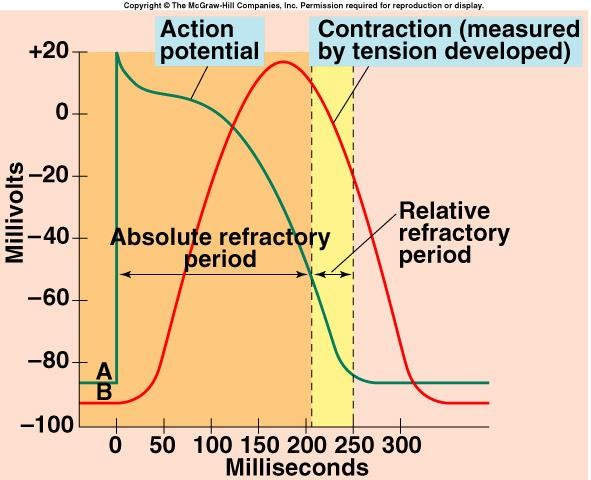 Copyright © The McGraw-Hill Companies, Inc. Permission required for reproduction or display.
Action
potential
Contraction (measured
by tension developed)
+20
0
–20
–40
–60
–80
–100
Millivolts
Absolute refractory
period
Relative
refractory
period
A
B
0 50 100 150 200 250 300
Milliseconds